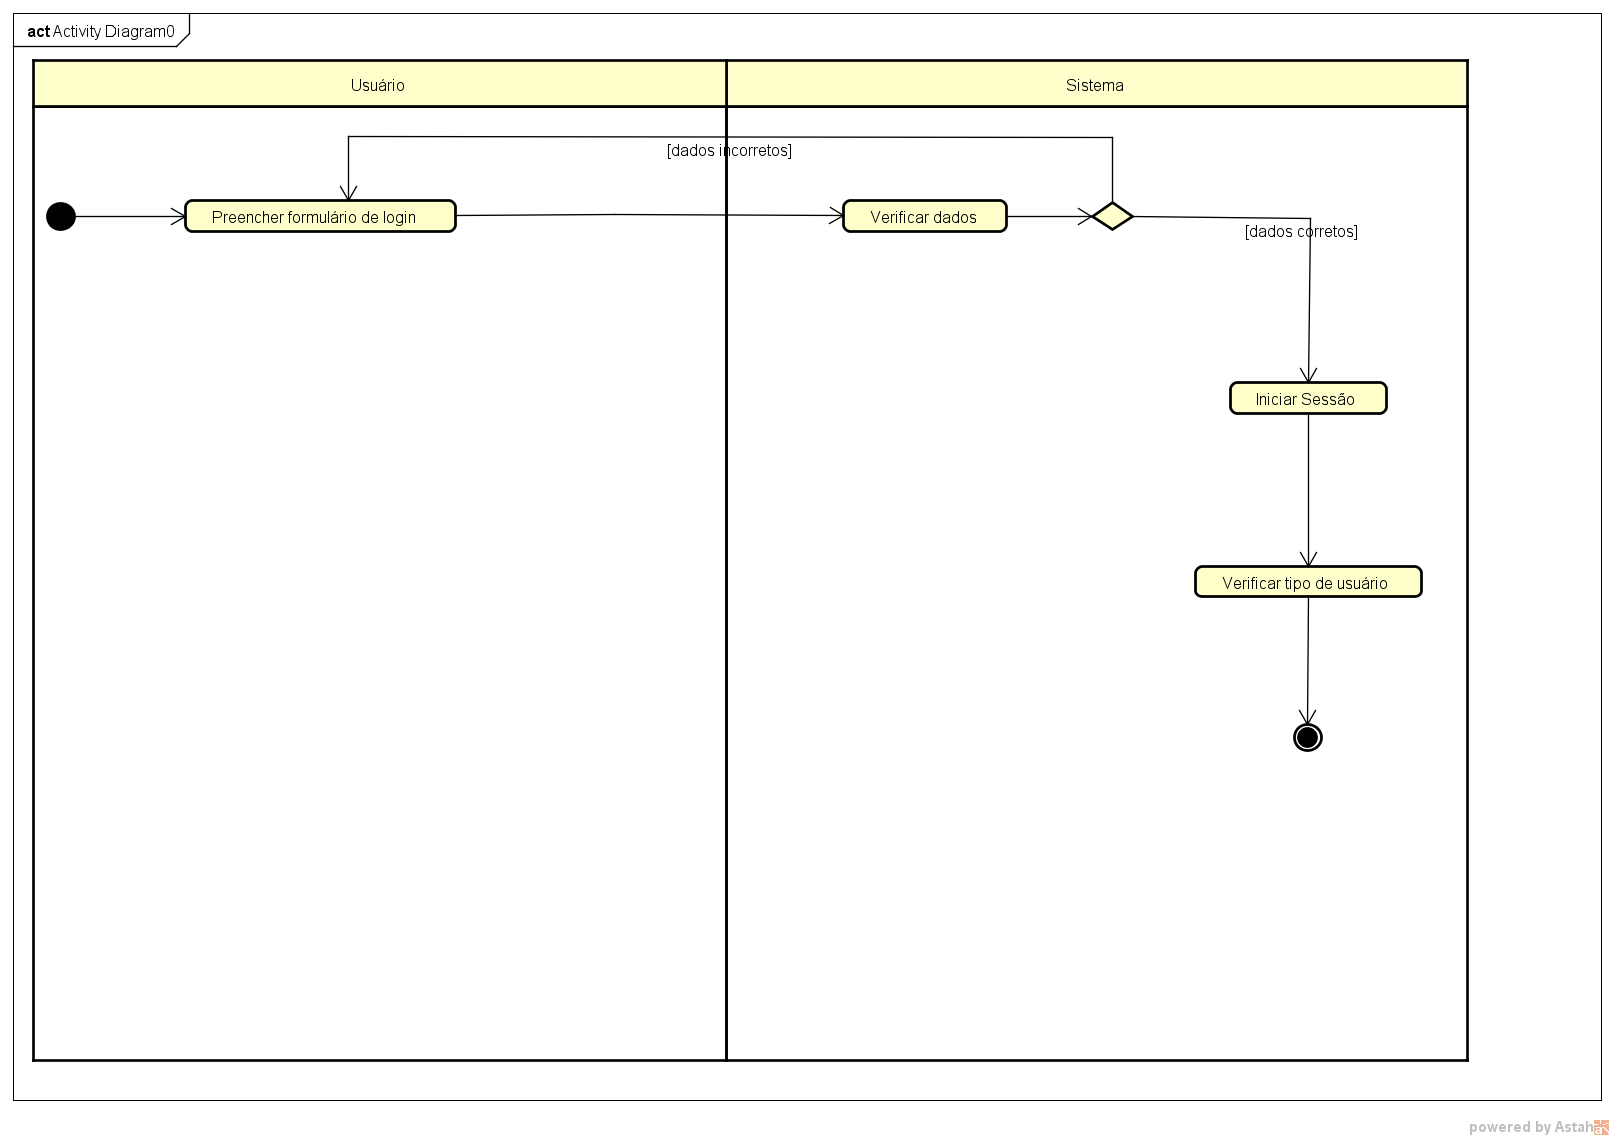 act Activity Diagram0
Usuário
Sistema
[dados incorretos]
Preencher formulário de login
Verificar dados
[dados corretos]
Iniciar Sessão
Verificar tipo de usuário
powered by Astah